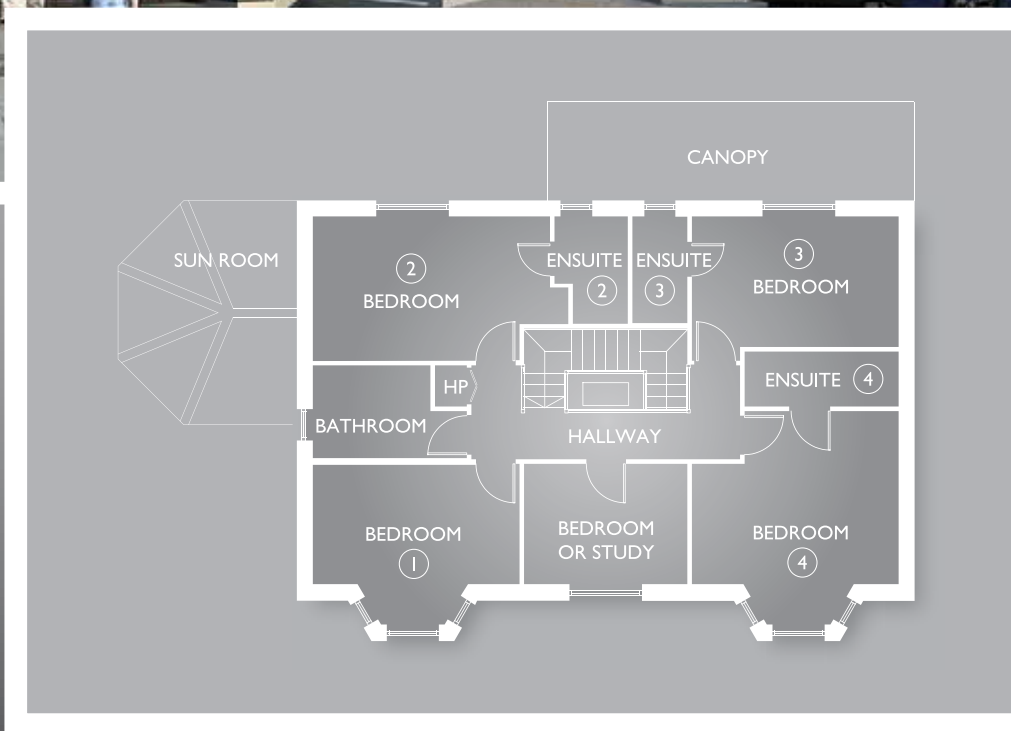 CANOPY
SUN ROOM
2
BEDROOM
ENSUITE
2
ENSUITE
3
3
BEDROOM
HP
ENSUITE 4
BATHROOM
HALLWAY
BEDROOM
1
BEDROOM
OR STUDY
BEDROOM
4